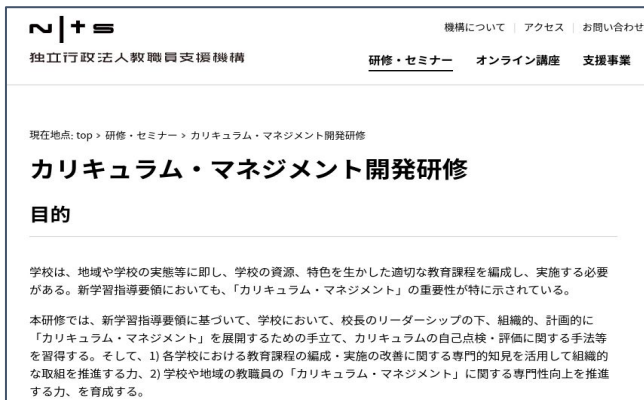 NITS
機構について アクセス お問い合わせ
独立行政法人教職員支援機構
研修・セミナー オンライン講座 支援事業
現在地点: top > 研修・セミナー > カリキュラム・マネジメント開発研修
カリキュラム・マネジメント開発研修
目的
学校は、地域や学校の実態等に即し、学校の資源、特色を生かした適切な教育課程を編成し、実施する必要
がある。新学習指導要領においても、「カリキュラム・マネジメント」の重要性が特に示されている。
本研修では、新学習指導要領に基づいて、学校において、校長のリーダーシップの下、組織的、計画的に
「カリキュラム・マネジメント」を展開するための手立て、カリキュラムの自己点検・評価に関する手法等
を習得する。そして、1) 各学校における教育課程の編成・実施の改善に関する専門的知見を活用して組織的
な取組を推進する力、2) 学校や地域の教職員の「カリキュラム・マネジメント」に関する専門性向上を推進
する力、を育成する。